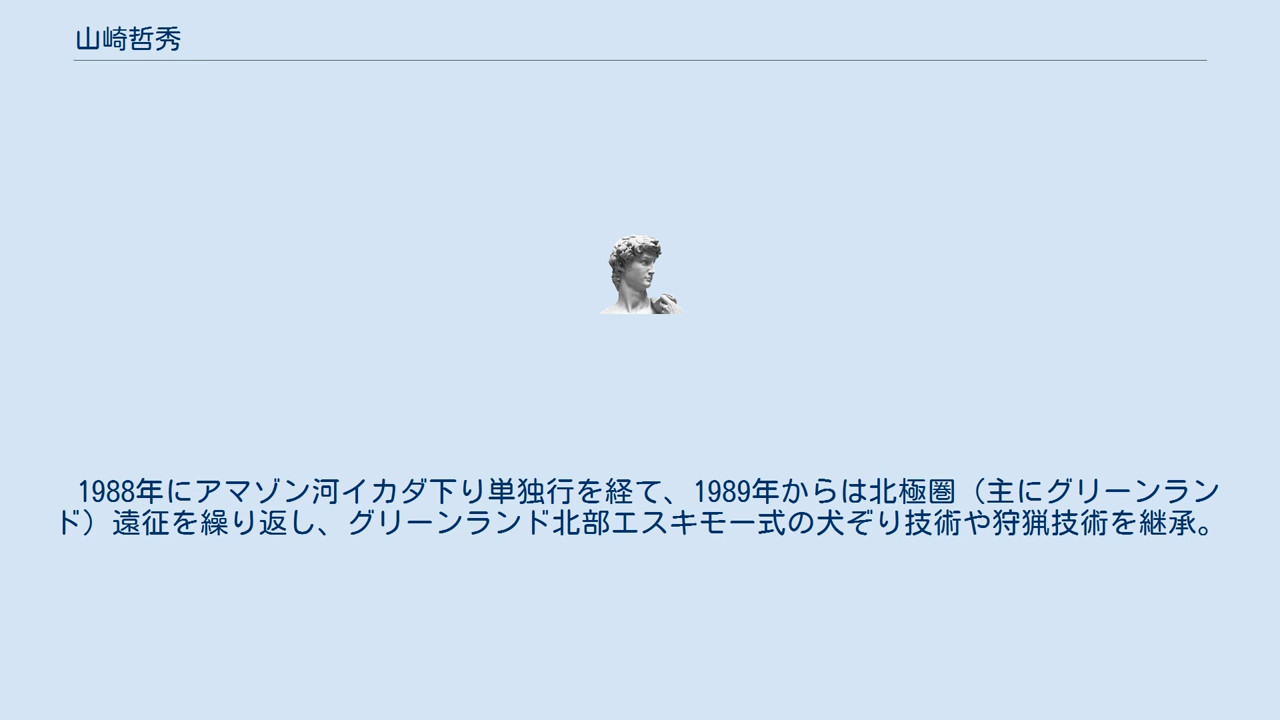 山崎哲秀
1988年にアマゾン河イカダ下り単独行を経て、1989年からは北極圏（主にグリーンラン
ド）遠征を繰り返し、グリーンランド北部エスキモー式の犬ぞり技術や狩猟技術を継承。